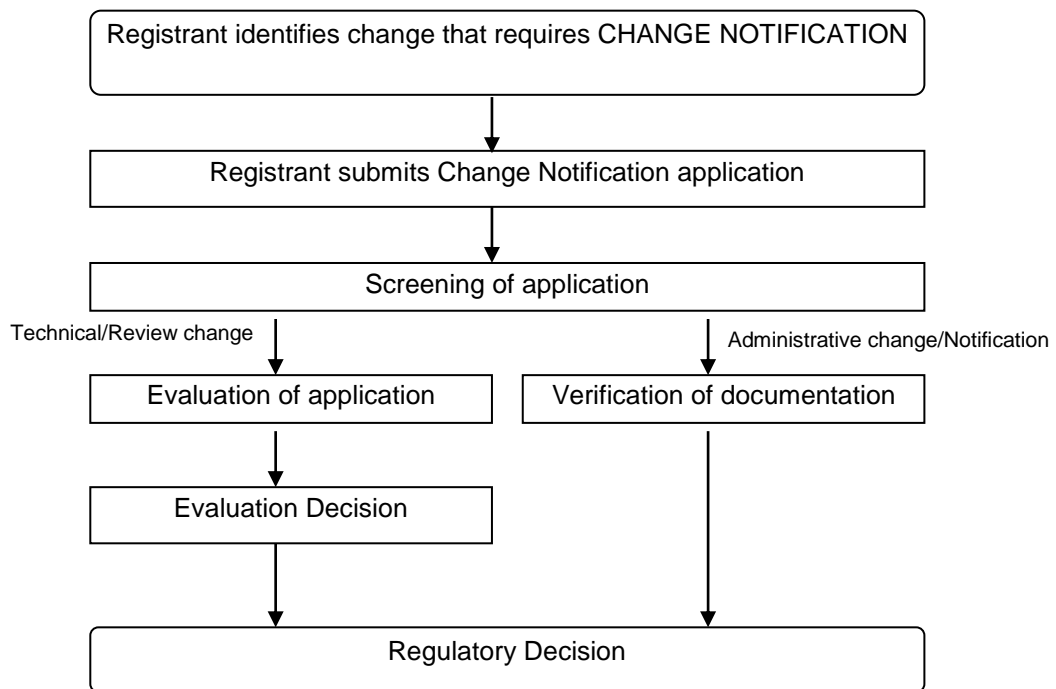 Registrant identifies change that requires CHANGE NOTIFICATION
Registrant submits Change Notification application
Screening of application
Technical/Review change
Administrative change/Notification
Evaluation of application
Verification of documentation
Evaluation Decision
Regulatory Decision